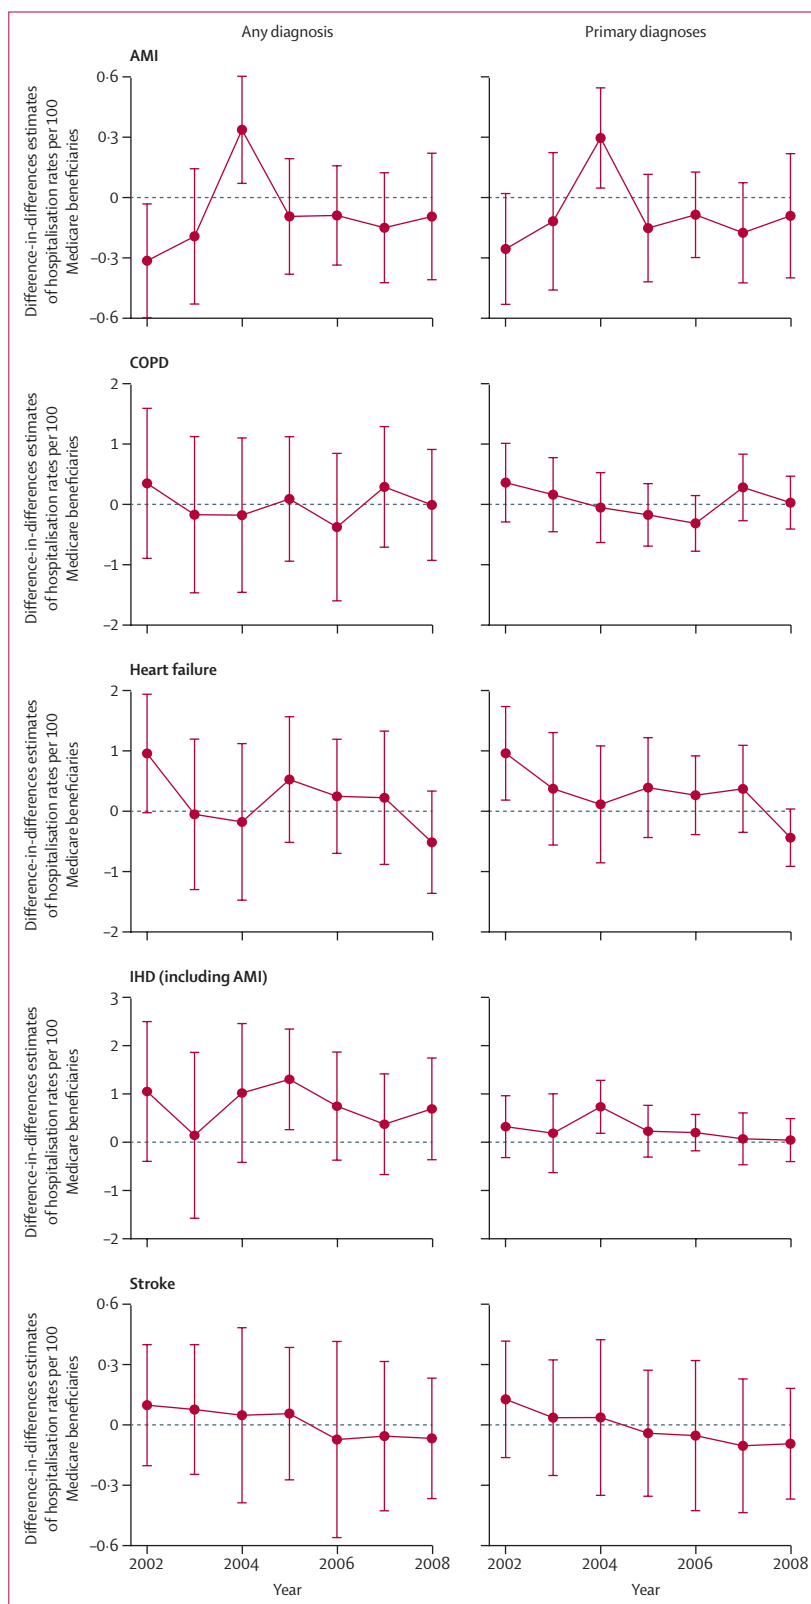 Any diagnosis
Primary diagnoses
AMI
Difference-in-differences estimates
of hospitalisation rates per 100
Medicare beneficiaries
0·6
0·3
0
–0·3
–0·6
COPD
Difference-in-differences estimates
of hospitalisation rates per 100
Medicare beneficiaries
2
1
0
–1
–2
Heart failure
Difference-in-differences estimates
of hospitalisation rates per 100
Medicare beneficiaries
2
1
0
–1
–2
IHD (including AMI)
Difference-in-differences estimates
of hospitalisation rates per 100
Medicare beneficiaries
3
2
1
0
–1
–2
Stroke
Difference-in-differences estimates
of hospitalisation rates per 100
Medicare beneficiaries
0·6
0·3
0
–0·3
–0·6
2002 2004 2006 2008
Year
2002 2004 2006 2008
Year